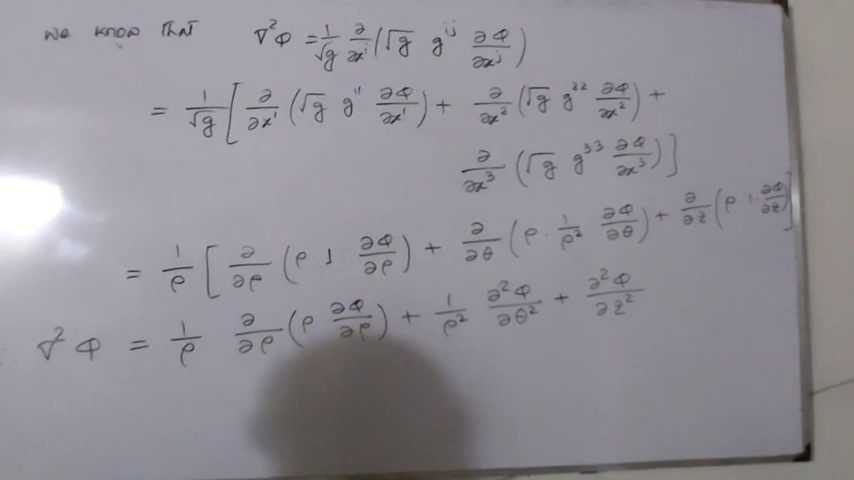 We know that ∇²Φ = 1/√g ∂/∂xⁱ (√g gⁱʲ ∂Φ/∂xʲ)
= 1/√g [∂/∂x¹ (√g g¹¹ ∂Φ/∂x¹) + ∂/∂x² (√g g²² ∂Φ/∂x²) +
∂/∂x³ (√g g³³ ∂Φ/∂x³)]
= 1/ρ [∂/∂ρ (ρ · 1 · ∂Φ/∂ρ) + ∂/∂θ (ρ · 1/ρ² ∂Φ/∂θ) + ∂/∂z (ρ · 1 · ∂Φ/∂z)]
∇²Φ = 1/ρ ∂/∂ρ (ρ ∂Φ/∂ρ) + 1/ρ² ∂²Φ/∂θ² + ∂²Φ/∂z²